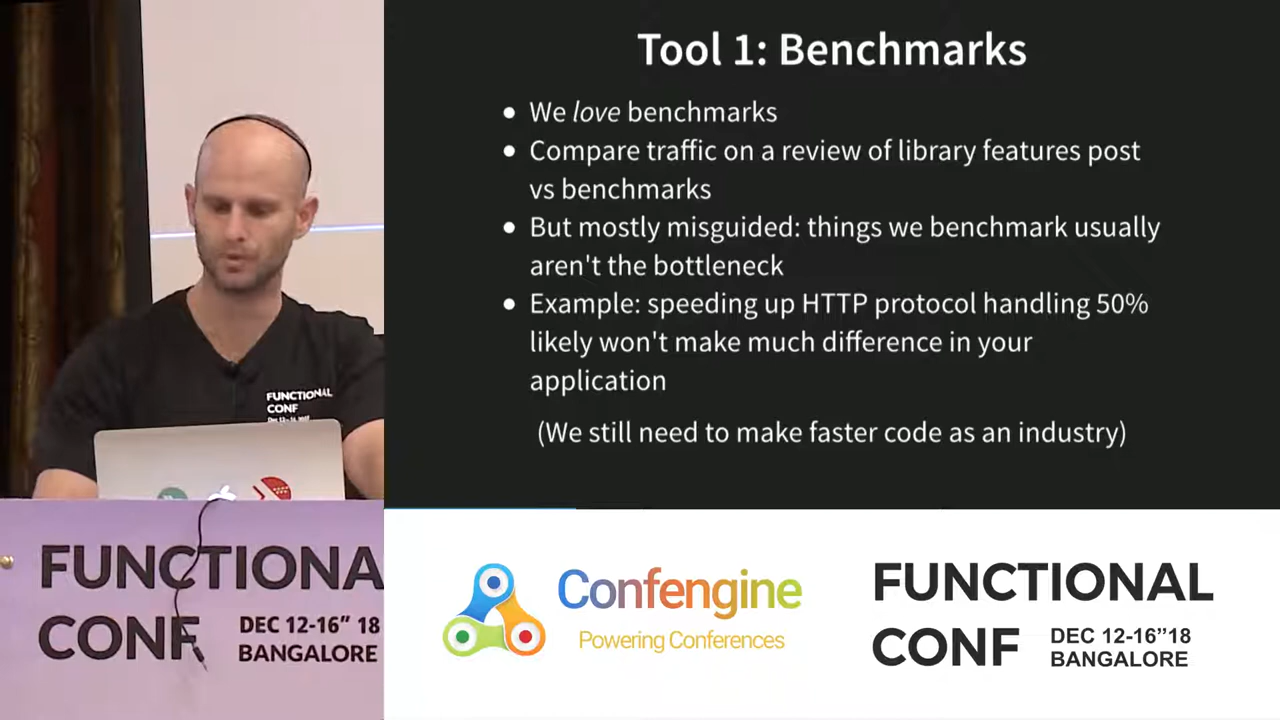 Tool 1: Benchmarks
• We love benchmarks
• Compare traffic on a review of library features post
vs benchmarks
• But mostly misguided: things we benchmark usually
aren't the bottleneck
• Example: speeding up HTTP protocol handling 50%
likely won't make much difference in your
application
(We still need to make faster code as an industry)
FUNCTIONAL
CONF
FUNCTIONA
CONF
DEC 12-16" 18
BANGALORE
Confengine
Powering Conferences
FUNCTIONAL
CONF
DEC 12-16"18
BANGALORE